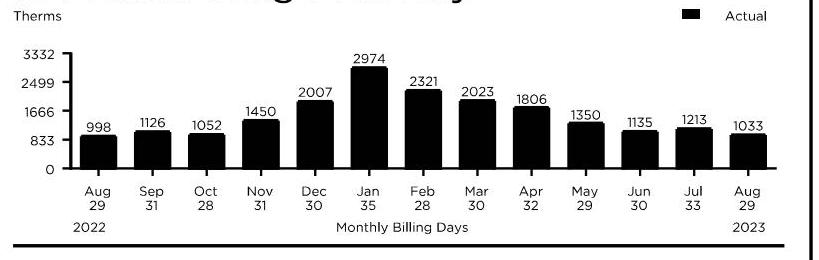 Therms
Actual
3332
2499
1666
833
0
998 1126 1052 1450 2007 2974 2321 2023 1806 1350 1135 1213 1033
Aug Sep Oct Nov Dec Jan Feb Mar Apr May Jun Jul Aug
29 31 28 31 30 35 28 30 32 29 30 33 29
2022 Monthly Billing Days 2023